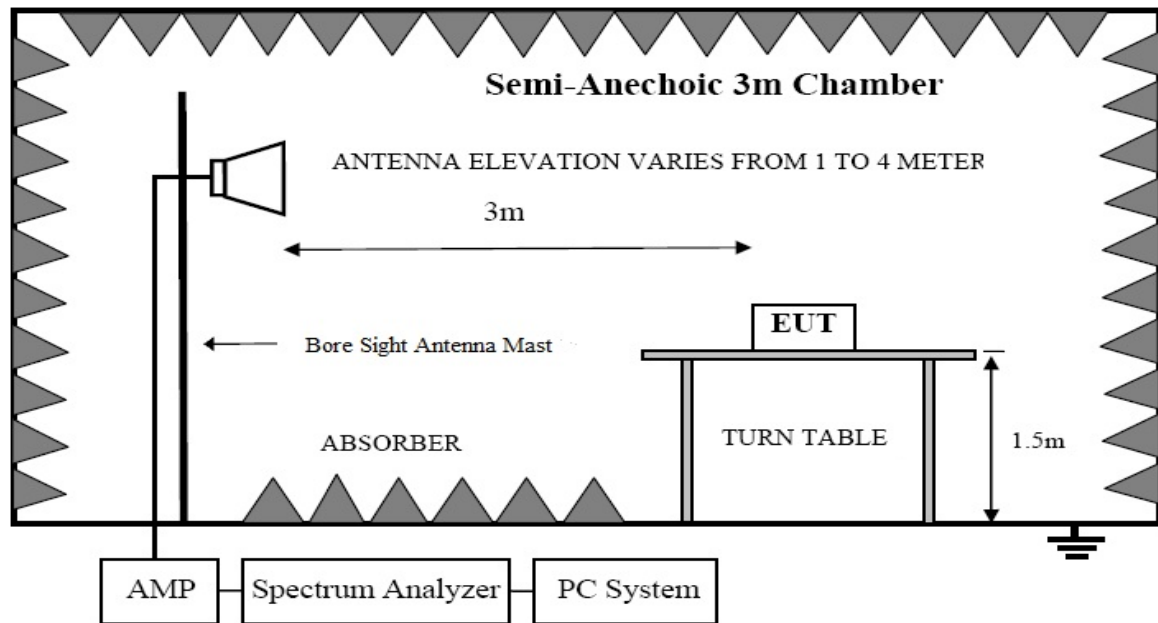 Semi-Anechoic 3m Chamber
ANTENNA ELEVATION VARIES FROM 1 TO 4 METER
3m
EUT
Bore Sight Antenna Mast
ABSORBER
TURN TABLE
1.5m
AMP
Spectrum Analyzer
PC System